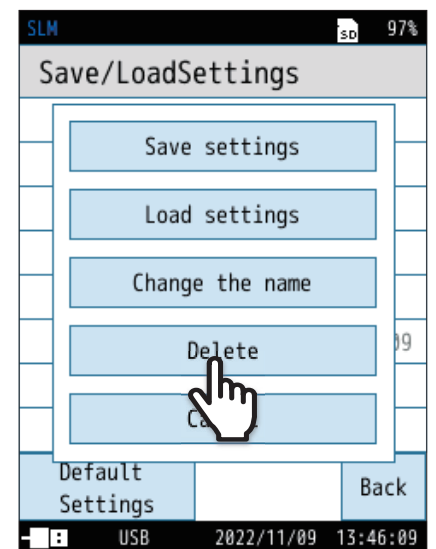 SLM SD 97%
Save/LoadSettings
Save settings
Load settings
Change the name
Delete
09
Default
Settings
Back
USB 2022/11/09 13:46:09